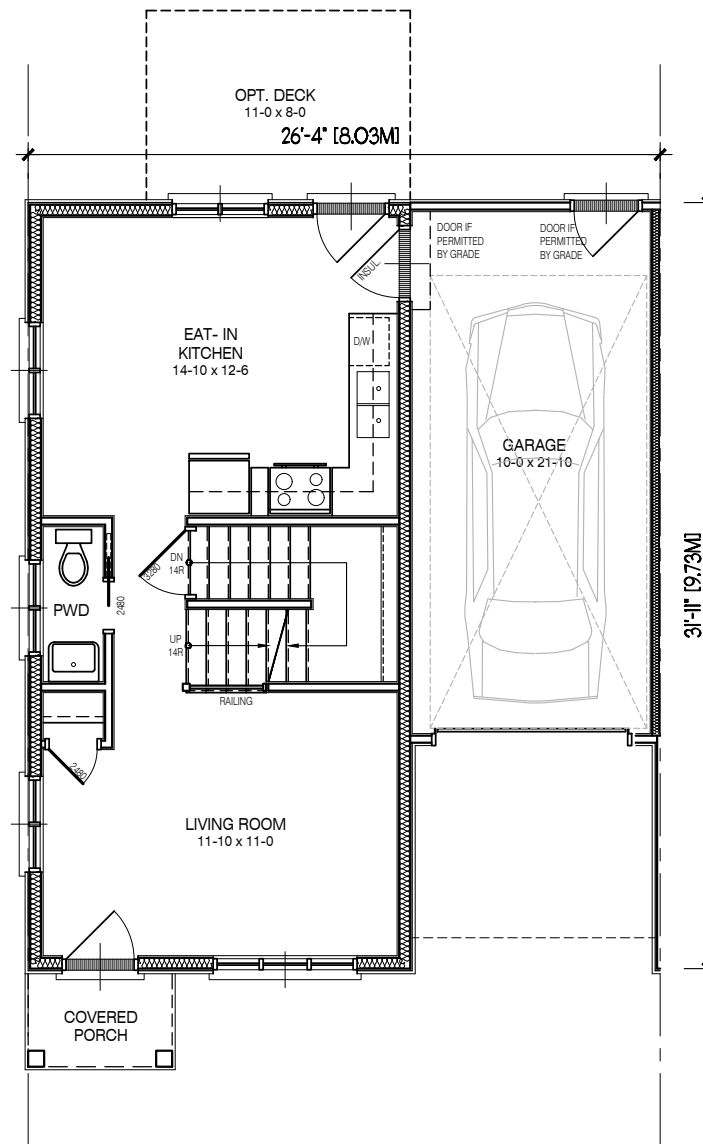 OPT. DECK
11-0 x 8-0
26'-4" [8.03M]
DOOR IF
PERMITTED
BY GRADE
DOOR IF
PERMITTED
BY GRADE
INSUL.
EAT- IN
KITCHEN
14-10 x 12-6
D/W
GARAGE
10-0 x 21-10
31'-11" [9.73M]
DN
14R
3280
PWD
2480
UP
14R
RAILING
2480
LIVING ROOM
11-10 x 11-0
COVERED
PORCH